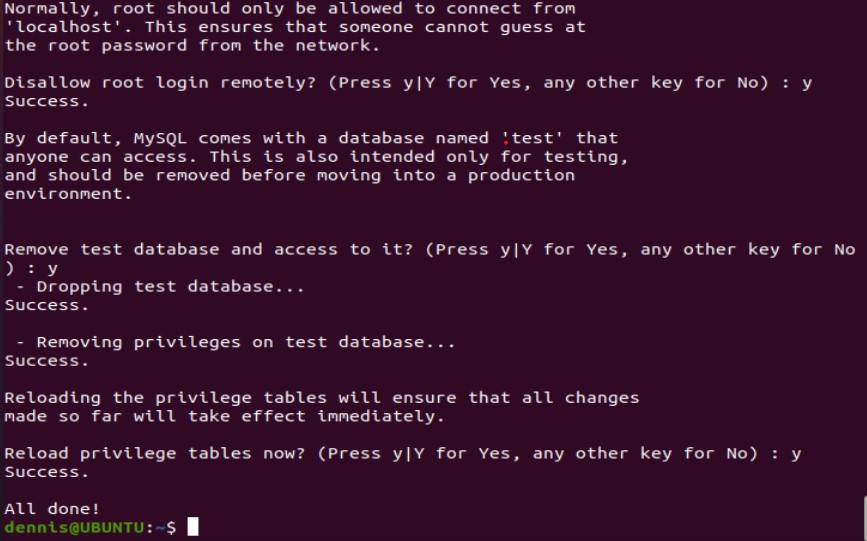 Normally, root should only be allowed to connect from
'localhost'. This ensures that someone cannot guess at
the root password from the network.
Disallow root login remotely? (Press y|Y for Yes, any other key for No) : y
Success.
By default, MySQL comes with a database named 'test' that
anyone can access. This is also intended only for testing,
and should be removed before moving into a production
environment.
Remove test database and access to it? (Press y|Y for Yes, any other key for No
) : y
 - Dropping test database...
Success.
 - Removing privileges on test database...
Success.
Reloading the privilege tables will ensure that all changes
made so far will take effect immediately.
Reload privilege tables now? (Press y|Y for Yes, any other key for No) : y
Success.
All done!
dennis@UBUNTU:~$